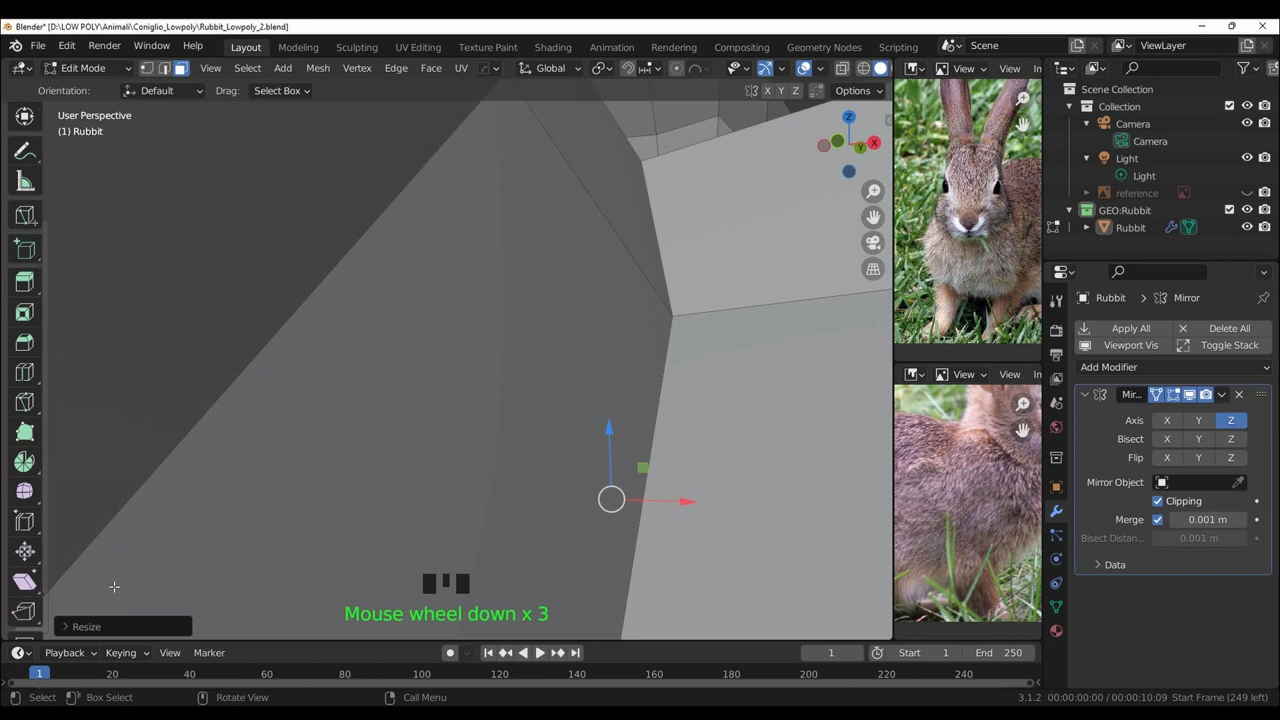 Blender* [D:\LOW POLY\Animali\Coniglio_Lowpoly\Rubbit_Lowpoly_2.blend]
File Edit Render Window Help Layout Modeling Sculpting UV Editing Texture Paint Shading Animation Rendering Compositing Geometry Nodes Scripting Scene ViewLayer
Edit Mode View Select Add Mesh Vertex Edge Face UV Global View View
Orientation: Default Drag: Select Box X Y Z Options
Scene Collection
Collection
Camera
Camera
Light
Light
reference
GEO:Rubbit
Rubbit
User Perspective
(1) Rubbit
Z
X
Y
Rubbit Mirror
Apply All Delete All
Viewport Vis Toggle Stack
Add Modifier
View View
Mir...
Axis X Y Z
Bisect X Y Z
Flip X Y Z
Mirror Object
Clipping
Merge 0.001 m
Bisect Distan... 0.001 m
Data
Mouse wheel down x 3
Resize
Playback Keying View Marker 1 Start 1 End 250
1 20 40 60 80 100 120 140 160 180 200 220 240
Select Box Select Rotate View Call Menu 3.1.2 00:00:00:00 / 00:00:10:09 Start Frame (249 left)